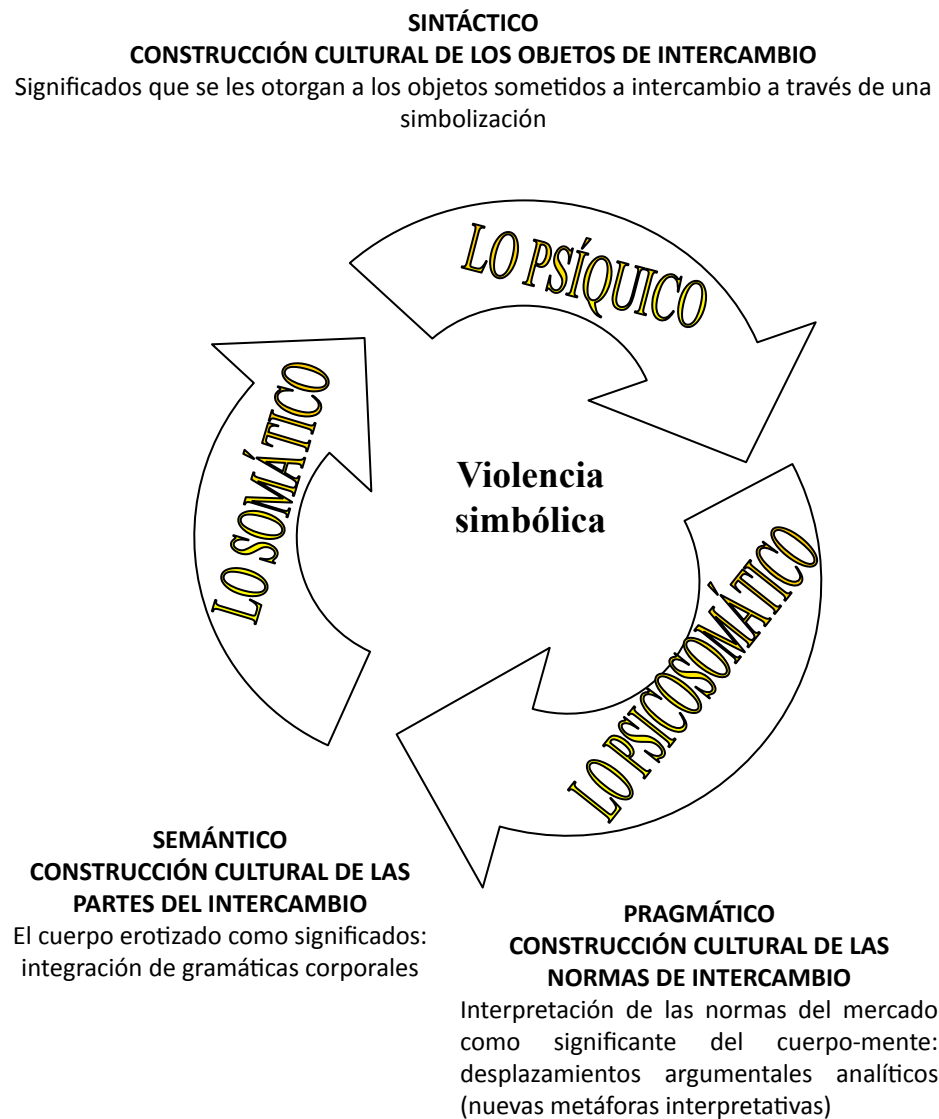 SINTÁCTICO
CONSTRUCCIÓN CULTURAL DE LOS OBJETOS DE INTERCAMBIO
Significados que se les otorgan a los objetos sometidos a intercambio a través de una
simbolización
LO PSÍQUICO
LO SOMÁTICO
Violencia
simbólica
LO PSICOSOMÁTICO
SEMÁNTICO
CONSTRUCCIÓN CULTURAL DE LAS
PARTES DEL INTERCAMBIO
El cuerpo erotizado como significados:
integración de gramáticas corporales
PRAGMÁTICO
CONSTRUCCIÓN CULTURAL DE LAS
NORMAS DE INTERCAMBIO
Interpretación de las normas del mercado
como significante del cuerpo-mente:
desplazamientos argumentales analíticos
(nuevas metáforas interpretativas)